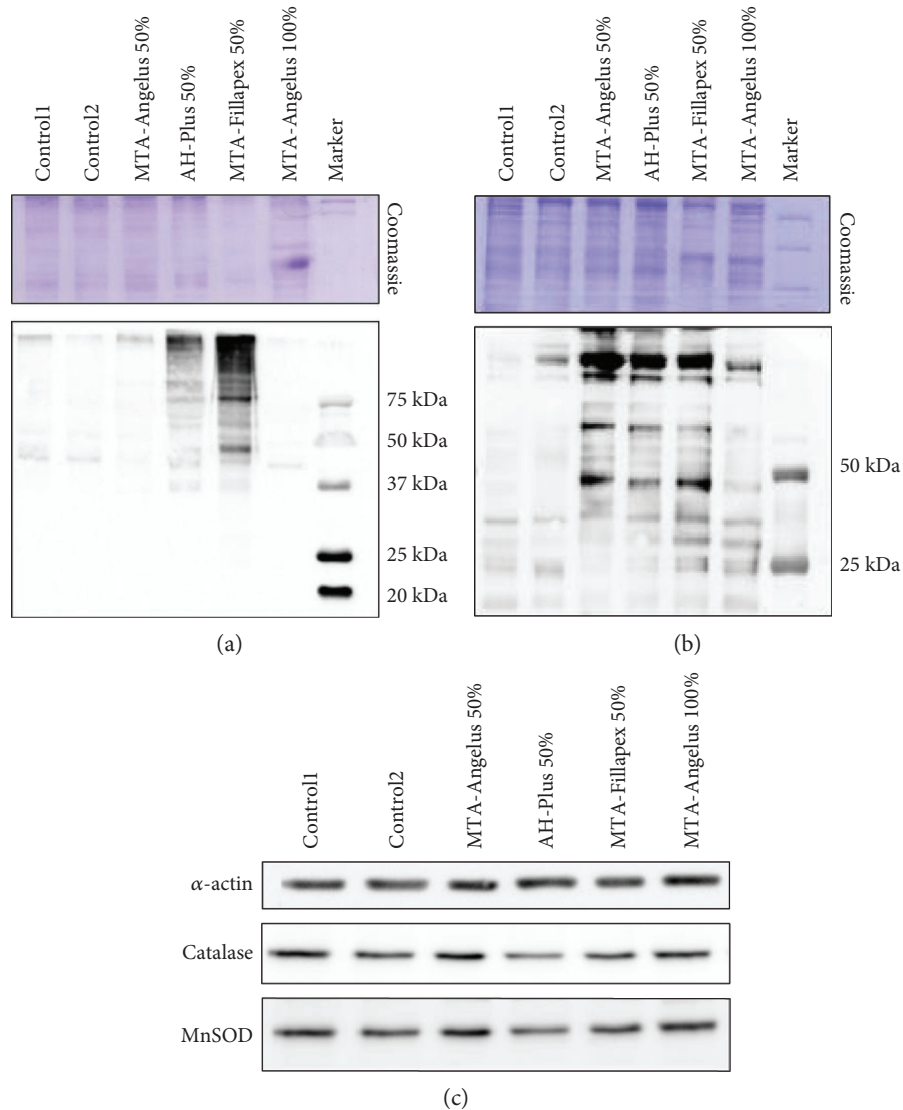 Control1
Control2
MTA-Angelus 50%
AH-Plus 50%
MTA-Fillapex 50%
MTA-Angelus 100%
Marker
Coomassie
75 kDa
50 kDa
37 kDa
25 kDa
20 kDa
(a)
Control1
Control2
MTA-Angelus 50%
AH-Plus 50%
MTA-Fillapex 50%
MTA-Angelus 100%
Marker
Coomassie
50 kDa
25 kDa
(b)
Control1
Control2
MTA-Angelus 50%
AH-Plus 50%
MTA-Fillapex 50%
MTA-Angelus 100%
α-actin
Catalase
MnSOD
(c)